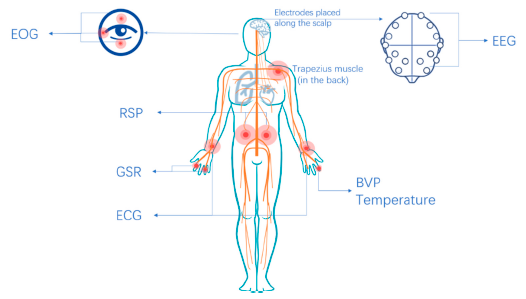 Electrodes placed
along the scalp
EOG
EEG
Trapezius muscle
(in the back)
RSP
GSR
BVP
Temperature
ECG